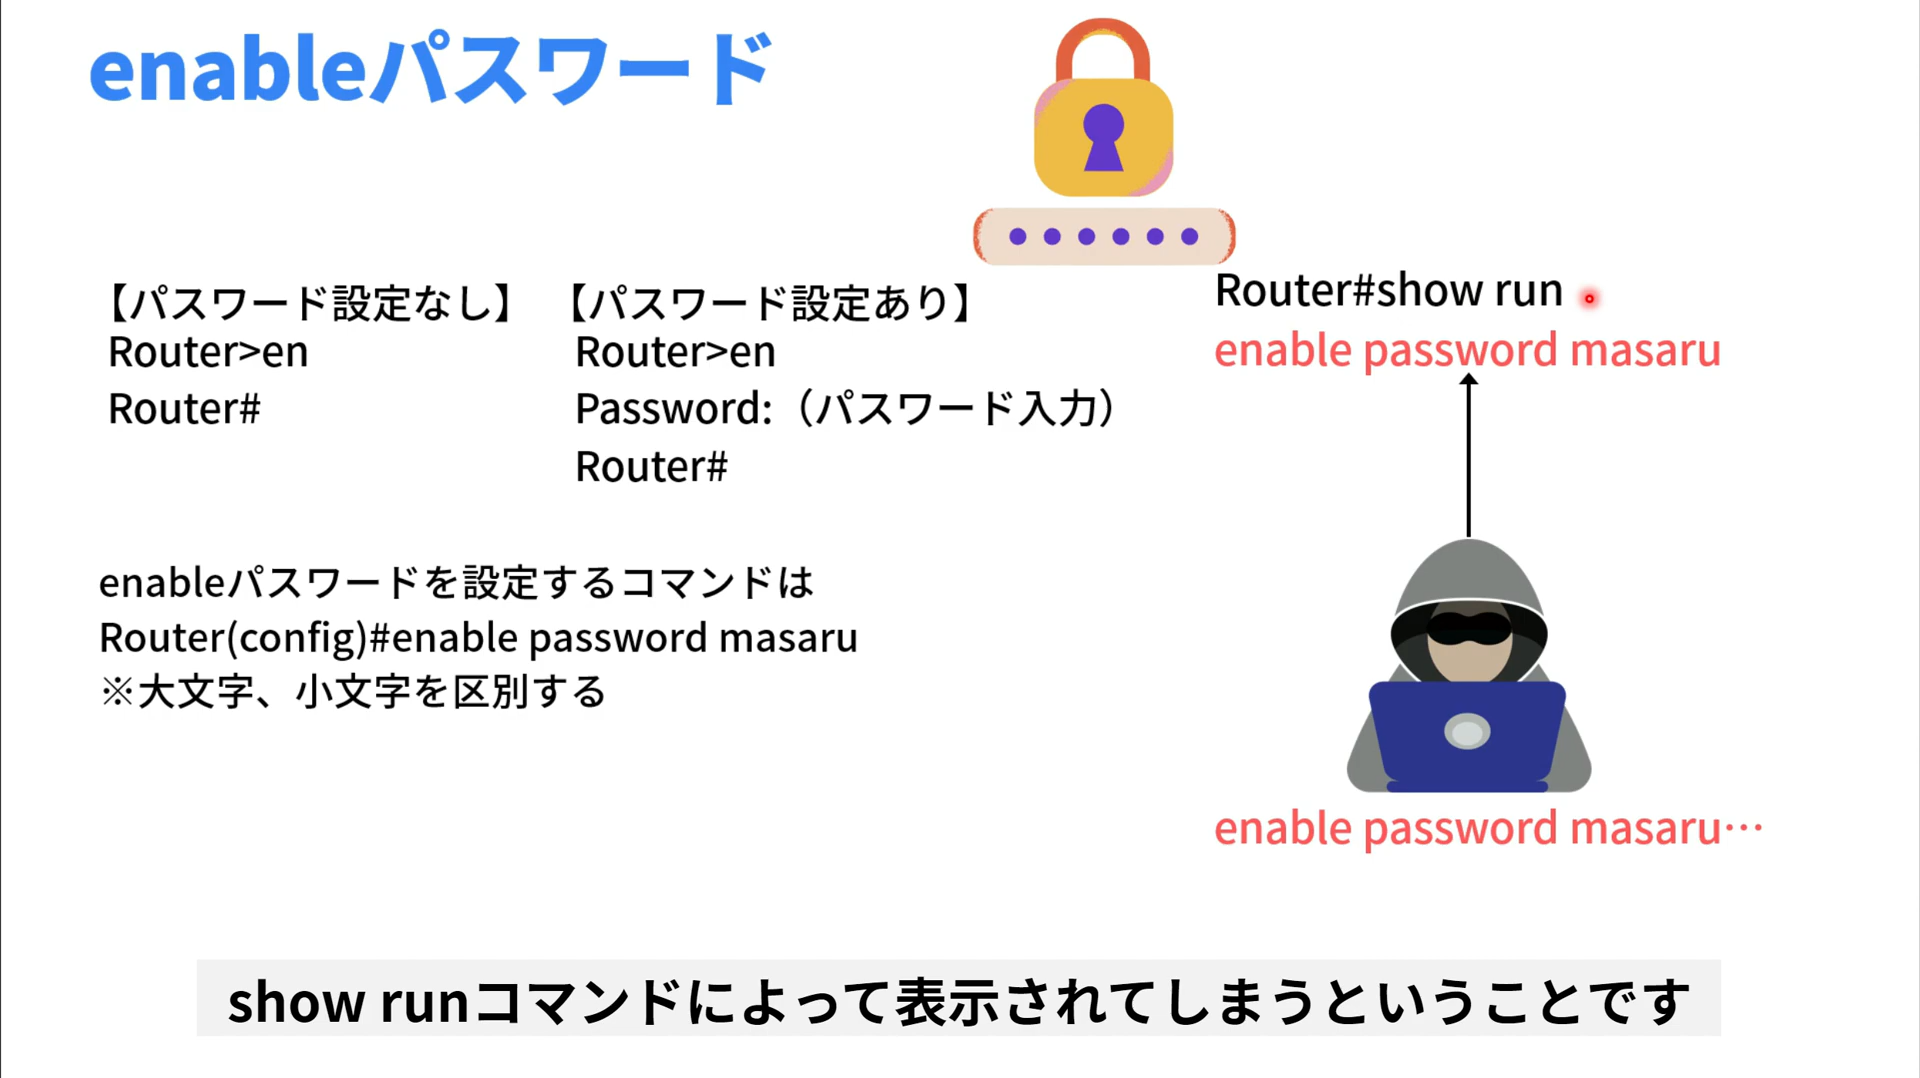 enableパスワード
【パスワード設定なし】
Router>en
Router#
【パスワード設定あり】
Router>en
Password:（パスワード入力）
Router#
enableパスワードを設定するコマンドは
Router(config)#enable password masaru
※大文字、小文字を区別する
Router#show run
enable password masaru
enable password masaru…
show runコマンドによって表示されてしまうということです